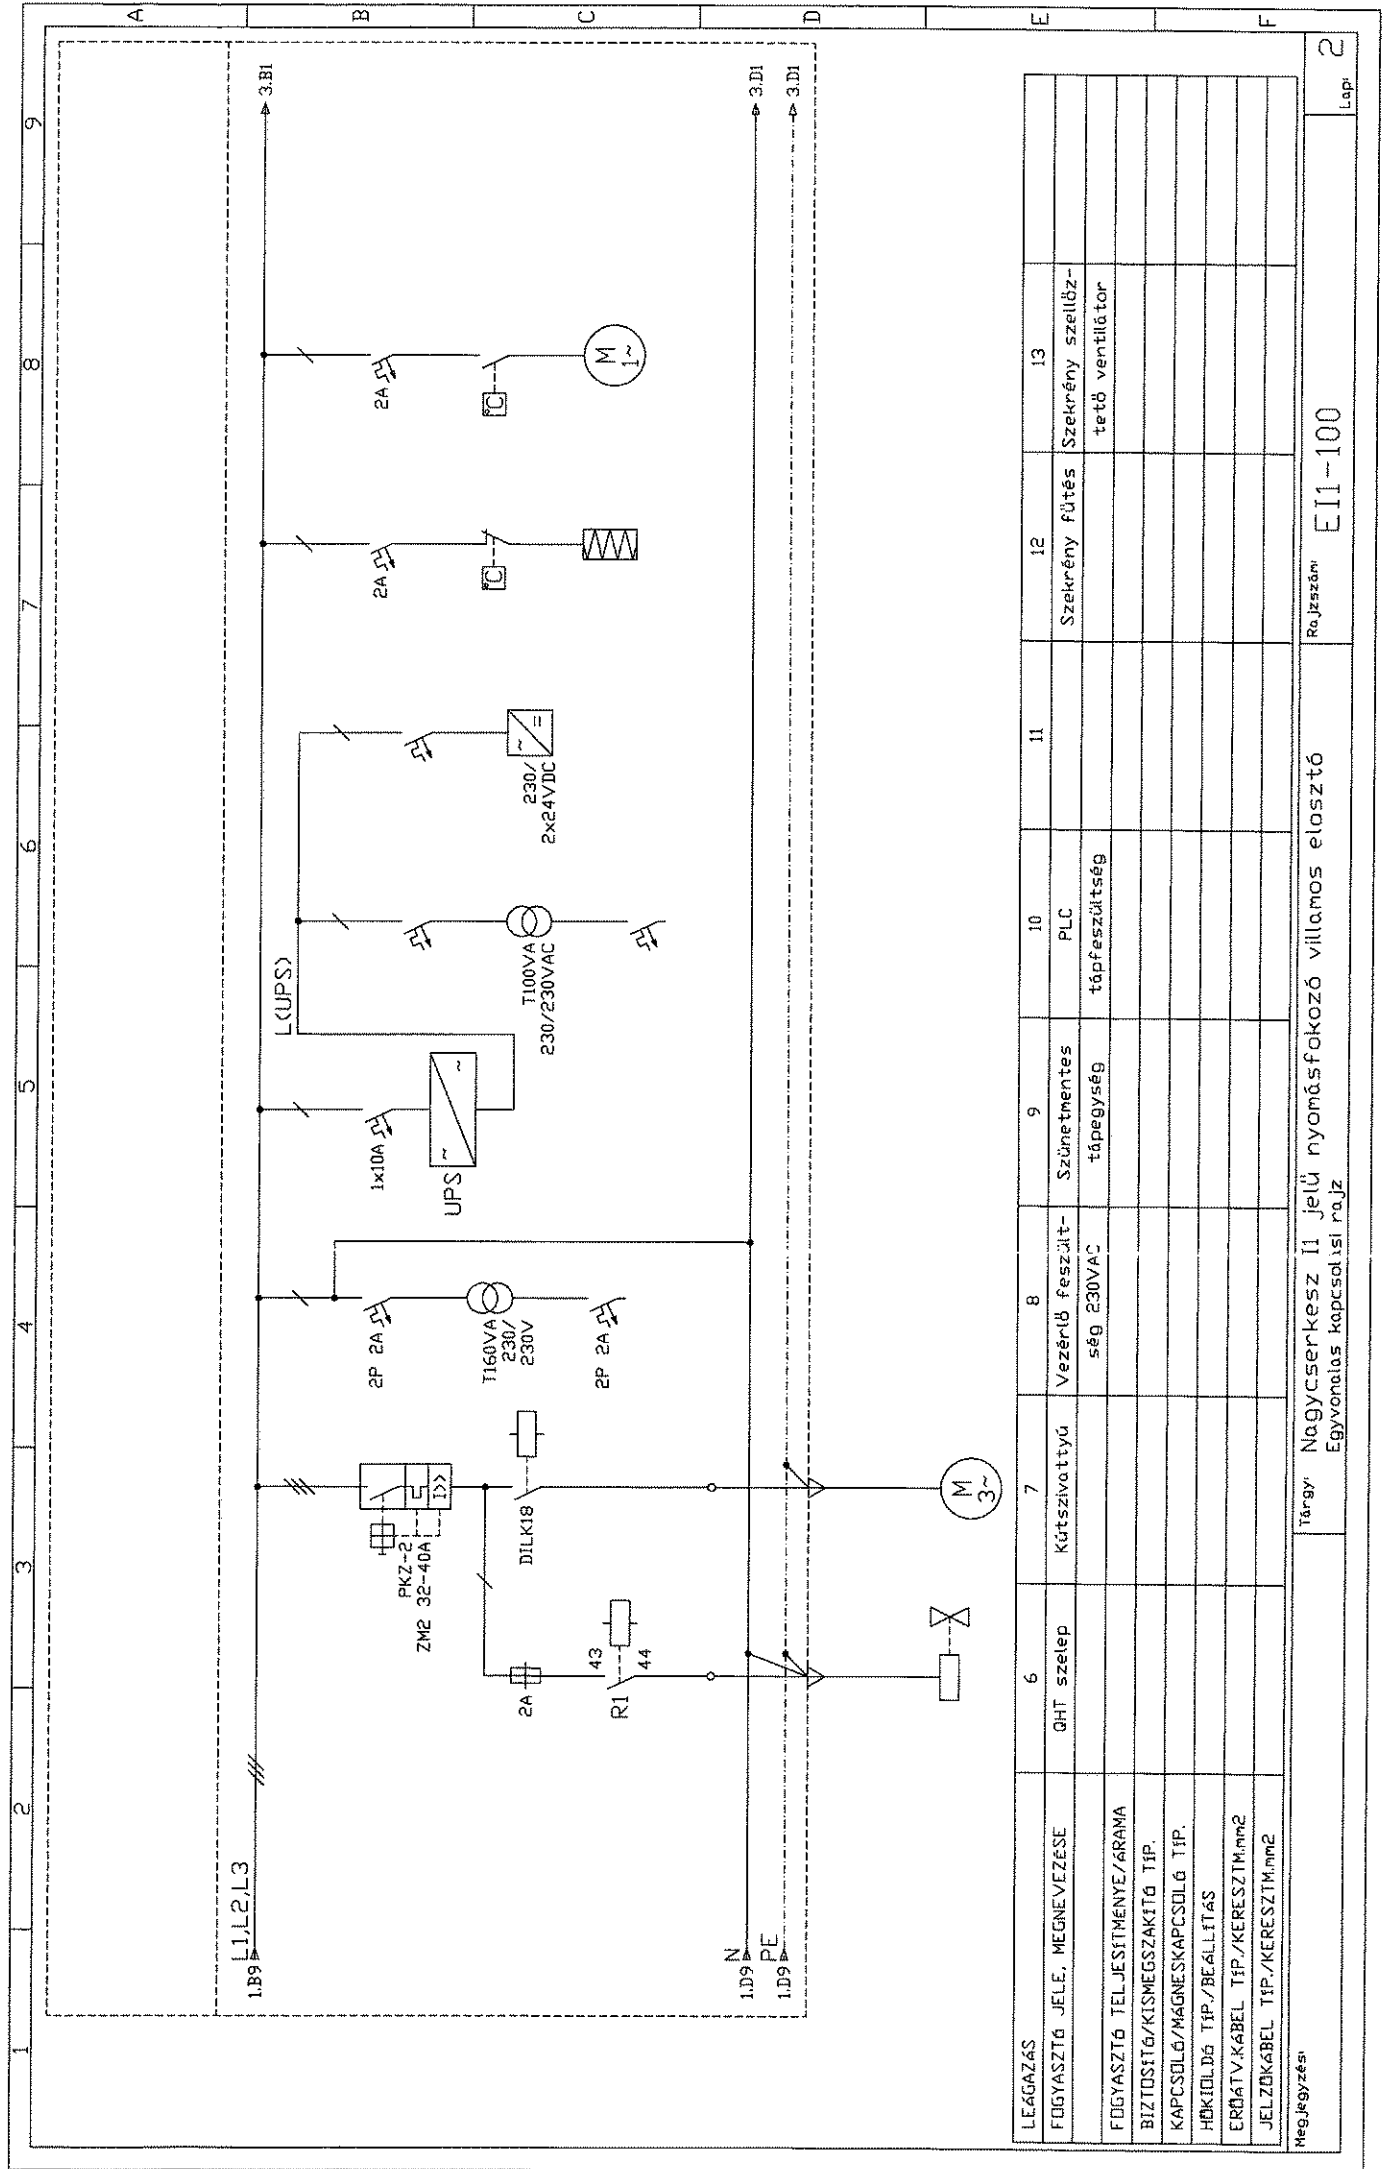 1 2 3 4 5 6 7 8 9
A
B
C
D
E
F
1.B9 L1,L2,L3
3.B1
1.D9 N
3.D1
1.D9 PE
3.D1
2A
R1
43
44
PKZ-2
ZM2 32-40A
I>>
DILK18
M
3~
2P 2A
T160VA
230/
230V
2P 2A
1x10A
UPS
~ ~
L(UPS)
T100VA
230/230VAC
230/
2x24VDC
~ =
2A
°C
2A
°C
M
1~
LEÁGAZÁS 6 7 8 9 10 11 12 13
FOGYASZTÓ JELE, MEGNEVEZÉSE QHT szelep Kútszivattyú Vezérlő feszült- Szünetmentes PLC Szekrény fűtés Szekrény szellőz-
ség 230VAC tápegység tápfeszültség tető ventilátor
FOGYASZTÓ TELJESÍTMÉNYE/ÁRAMA
BIZTOSÍTÓ/KISMEGSZAKÍTÓ TÍP.
KAPCSOLÓ/MÁGNESKAPCSOLÓ TÍP.
HŐKIOLDÓ TÍP./BEÁLLÍTÁS
ERŐÁTV.KÁBEL TÍP./KERESZTM.mm2
JELZŐKÁBEL TÍP./KERESZTM.mm2
Megjegyzés:
Tárgy: Nagycserkesz I1 jelű nyomásfokozó villamos elosztó
Egyvonalas kapcsolási rajz
Rajzszám: EI1-100
Lap: 2